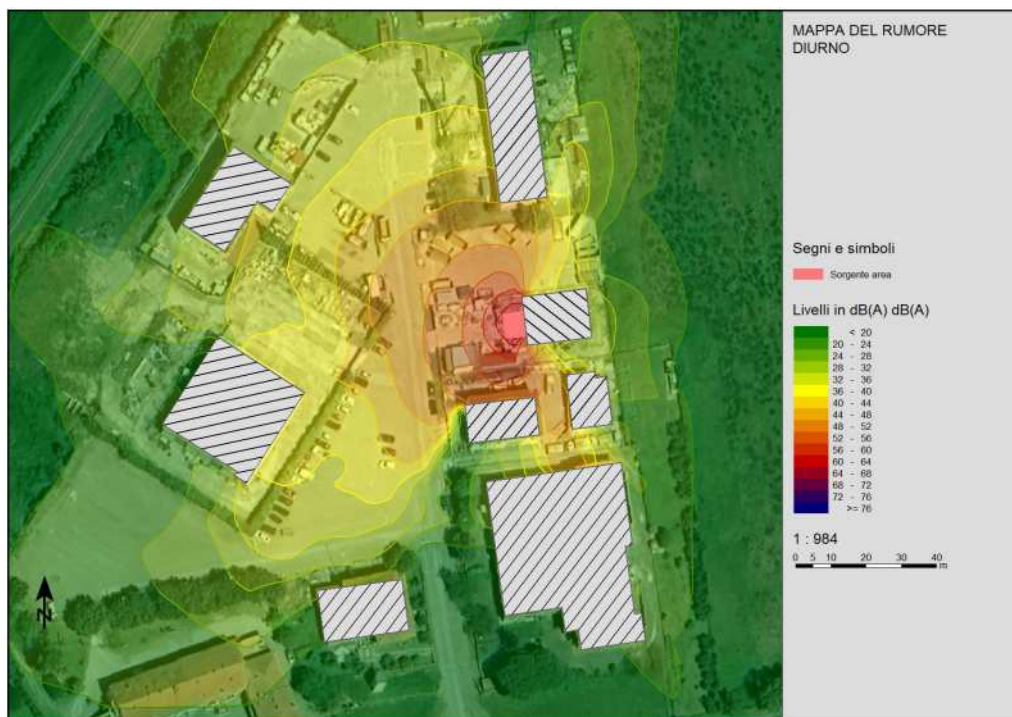 MAPPA DEL RUMORE
DIURNO
Segni e simboli
Sorgente area
Livelli in dB(A) dB(A)
< 20
20 - 24
24 - 28
28 - 32
32 - 36
36 - 40
40 - 44
44 - 48
48 - 52
52 - 56
56 - 60
60 - 64
64 - 68
68 - 72
72 - 76
>= 76
1 : 984
0 5 10 20 30 40
m
N